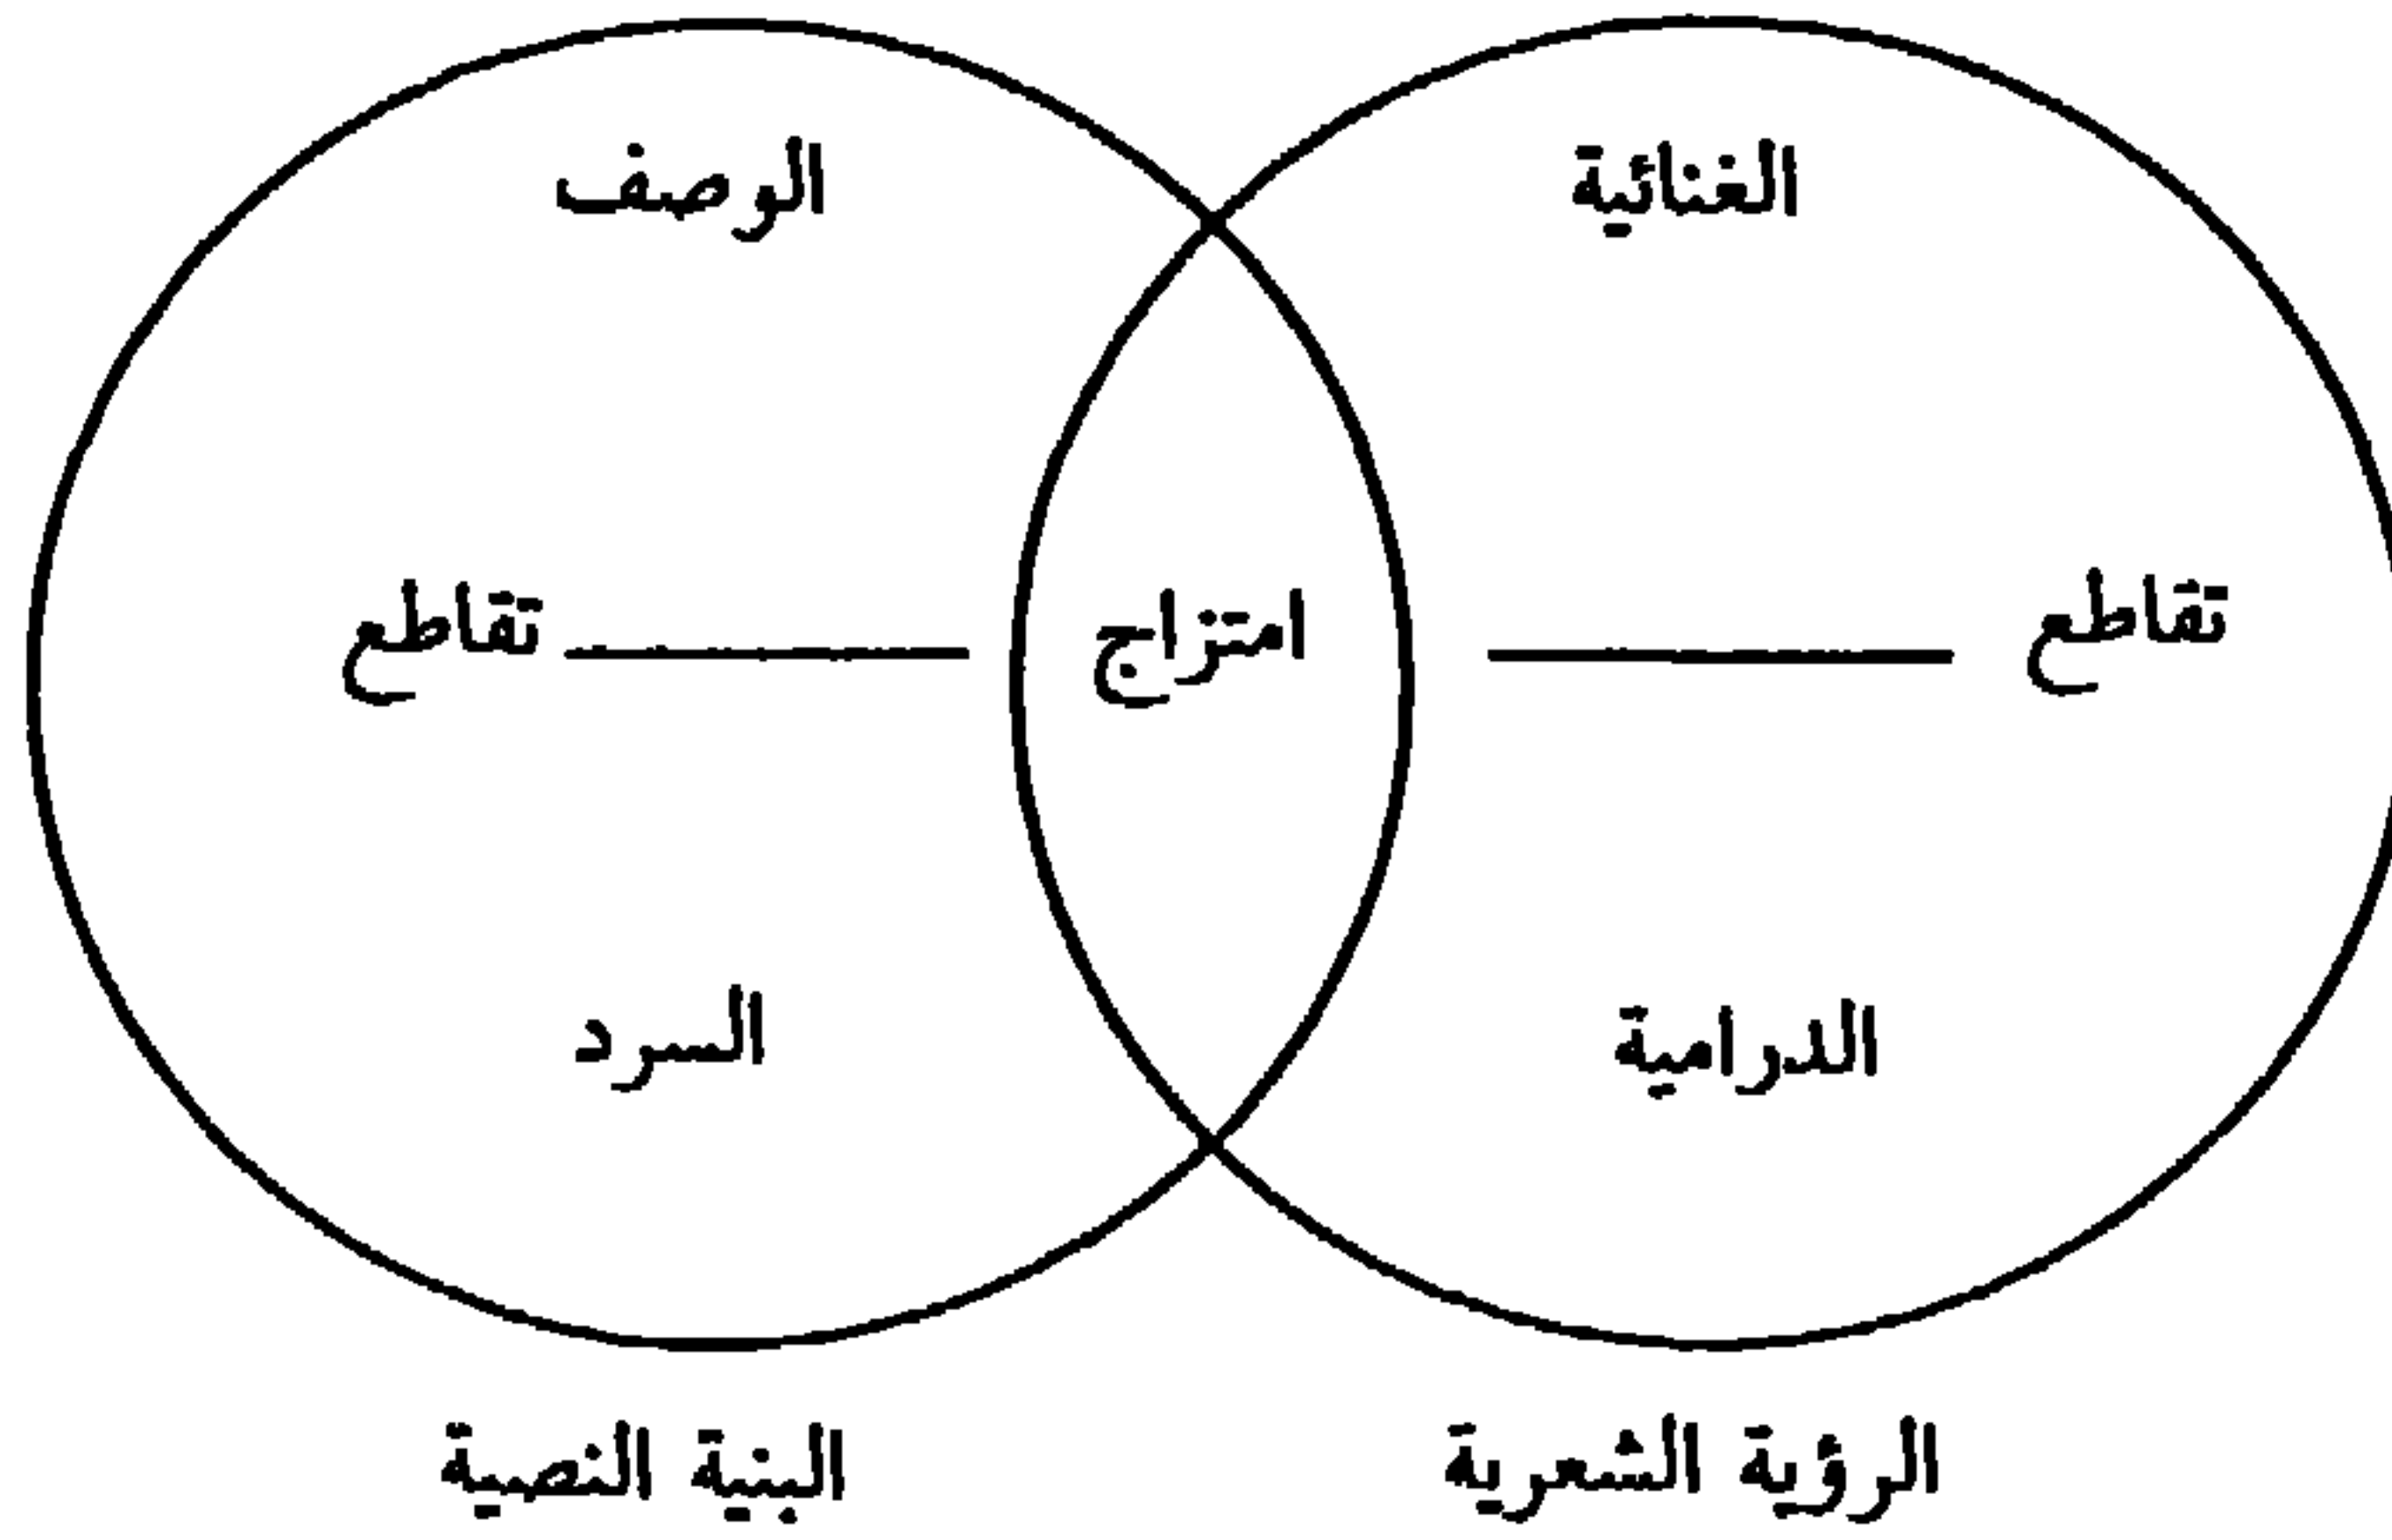 الغنائية
الوصف
تقاطع
امتزاج
تقاطع
الدرامية
السرد
الرؤية الشعرية
البنية النصية